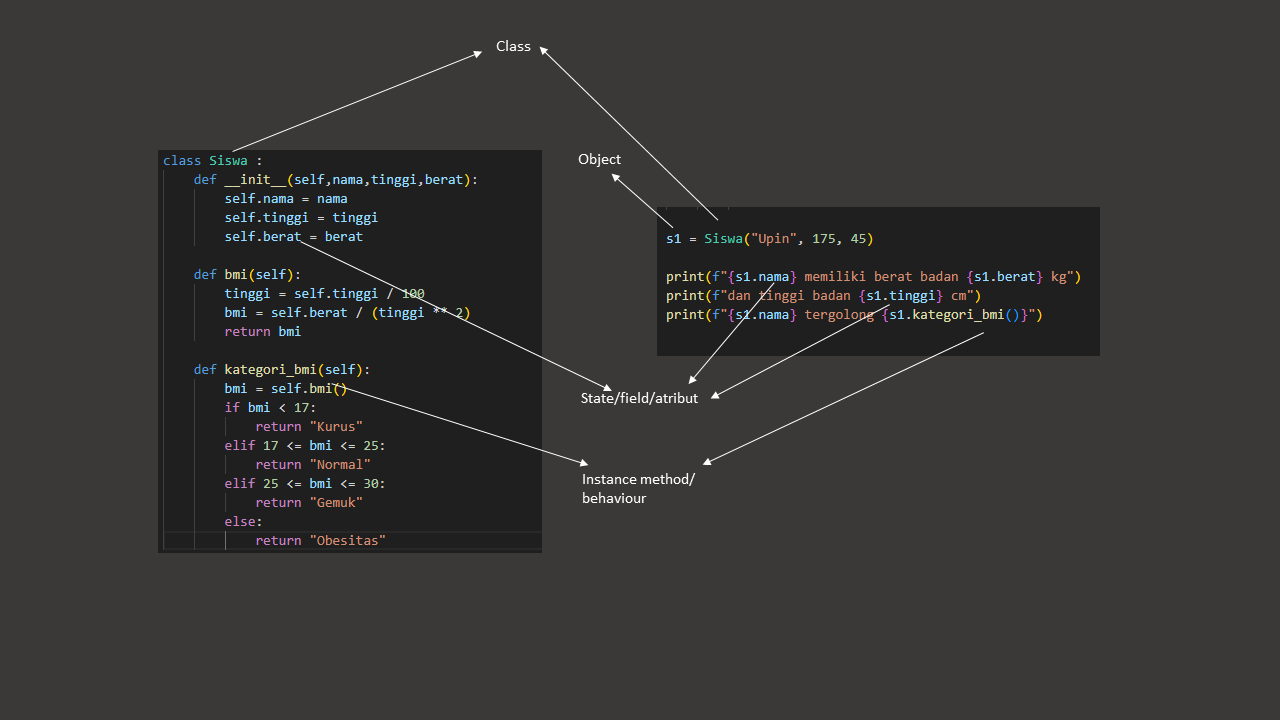 Class
class Siswa :
def __init__(self,nama,tinggi,berat):
self.nama = nama
self.tinggi = tinggi
self.berat = berat
def bmi(self):
tinggi = self.tinggi / 100
bmi = self.berat / (tinggi ** 2)
return bmi
def kategori_bmi(self):
bmi = self.bmi()
if bmi < 17:
return "Kurus"
elif 17 <= bmi <= 25:
return "Normal"
elif 25 <= bmi <= 30:
return "Gemuk"
else:
return "Obesitas"
Object
s1 = Siswa("Upin", 175, 45)
print(f"{s1.nama} memiliki berat badan {s1.berat} kg")
print(f"dan tinggi badan {s1.tinggi} cm")
print(f"{s1.nama} tergolong {s1.kategori_bmi()}")
State/field/atribut
Instance method/
behaviour